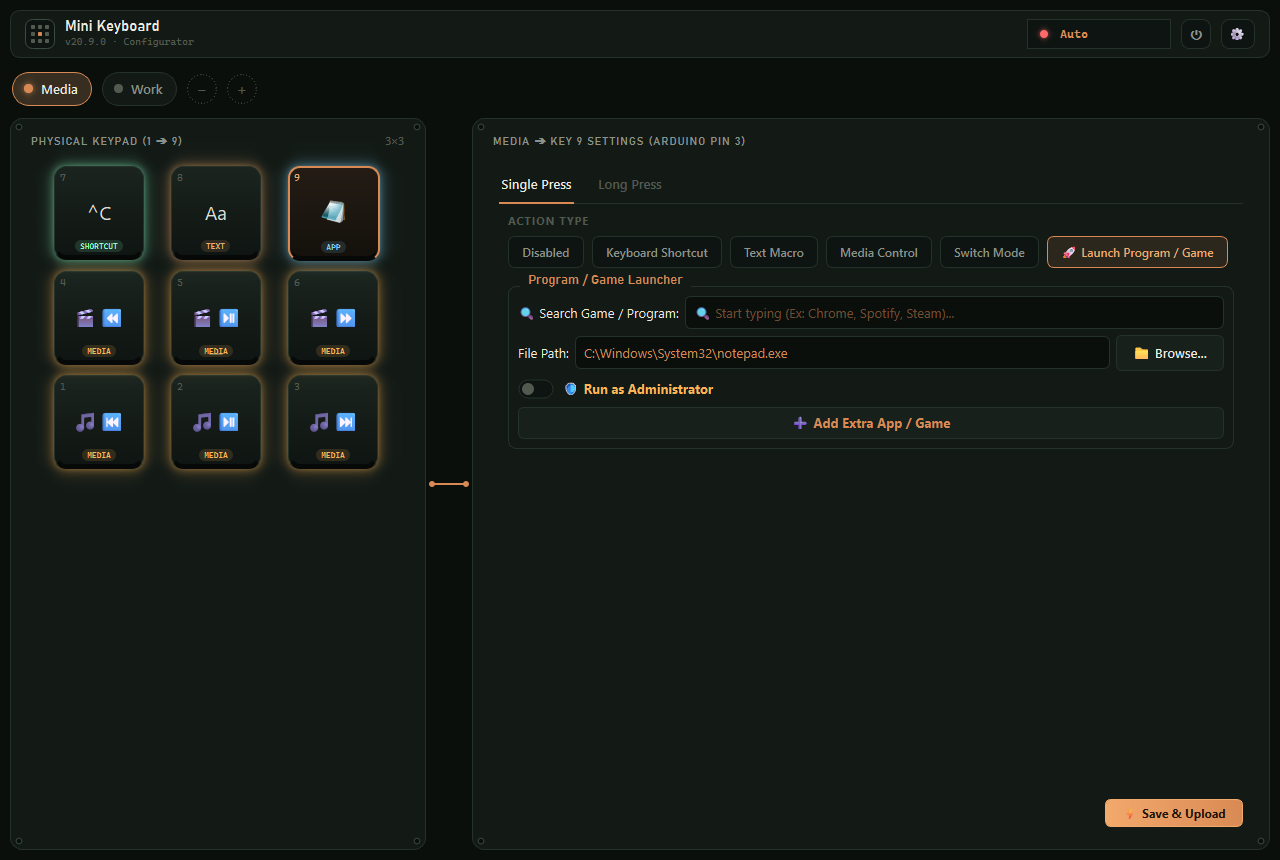 Mini Keyboard
v20.9.0 · Configurator
Auto
Media
Work
−
+
PHYSICAL KEYPAD (1 ➔ 9)
3×3
7
^C
SHORTCUT
8
Aa
TEXT
9
APP
4
MEDIA
5
MEDIA
6
MEDIA
1
MEDIA
2
MEDIA
3
MEDIA
MEDIA ➔ KEY 9 SETTINGS (ARDUINO PIN 3)
Single Press
Long Press
ACTION TYPE
Disabled
Keyboard Shortcut
Text Macro
Media Control
Switch Mode
🚀 Launch Program / Game
Program / Game Launcher
🔍 Search Game / Program:
🔍 Start typing (Ex: Chrome, Spotify, Steam)...
File Path:
C:\Windows\System32\notepad.exe
📁 Browse...
🛡️ Run as Administrator
➕ Add Extra App / Game
Save & Upload